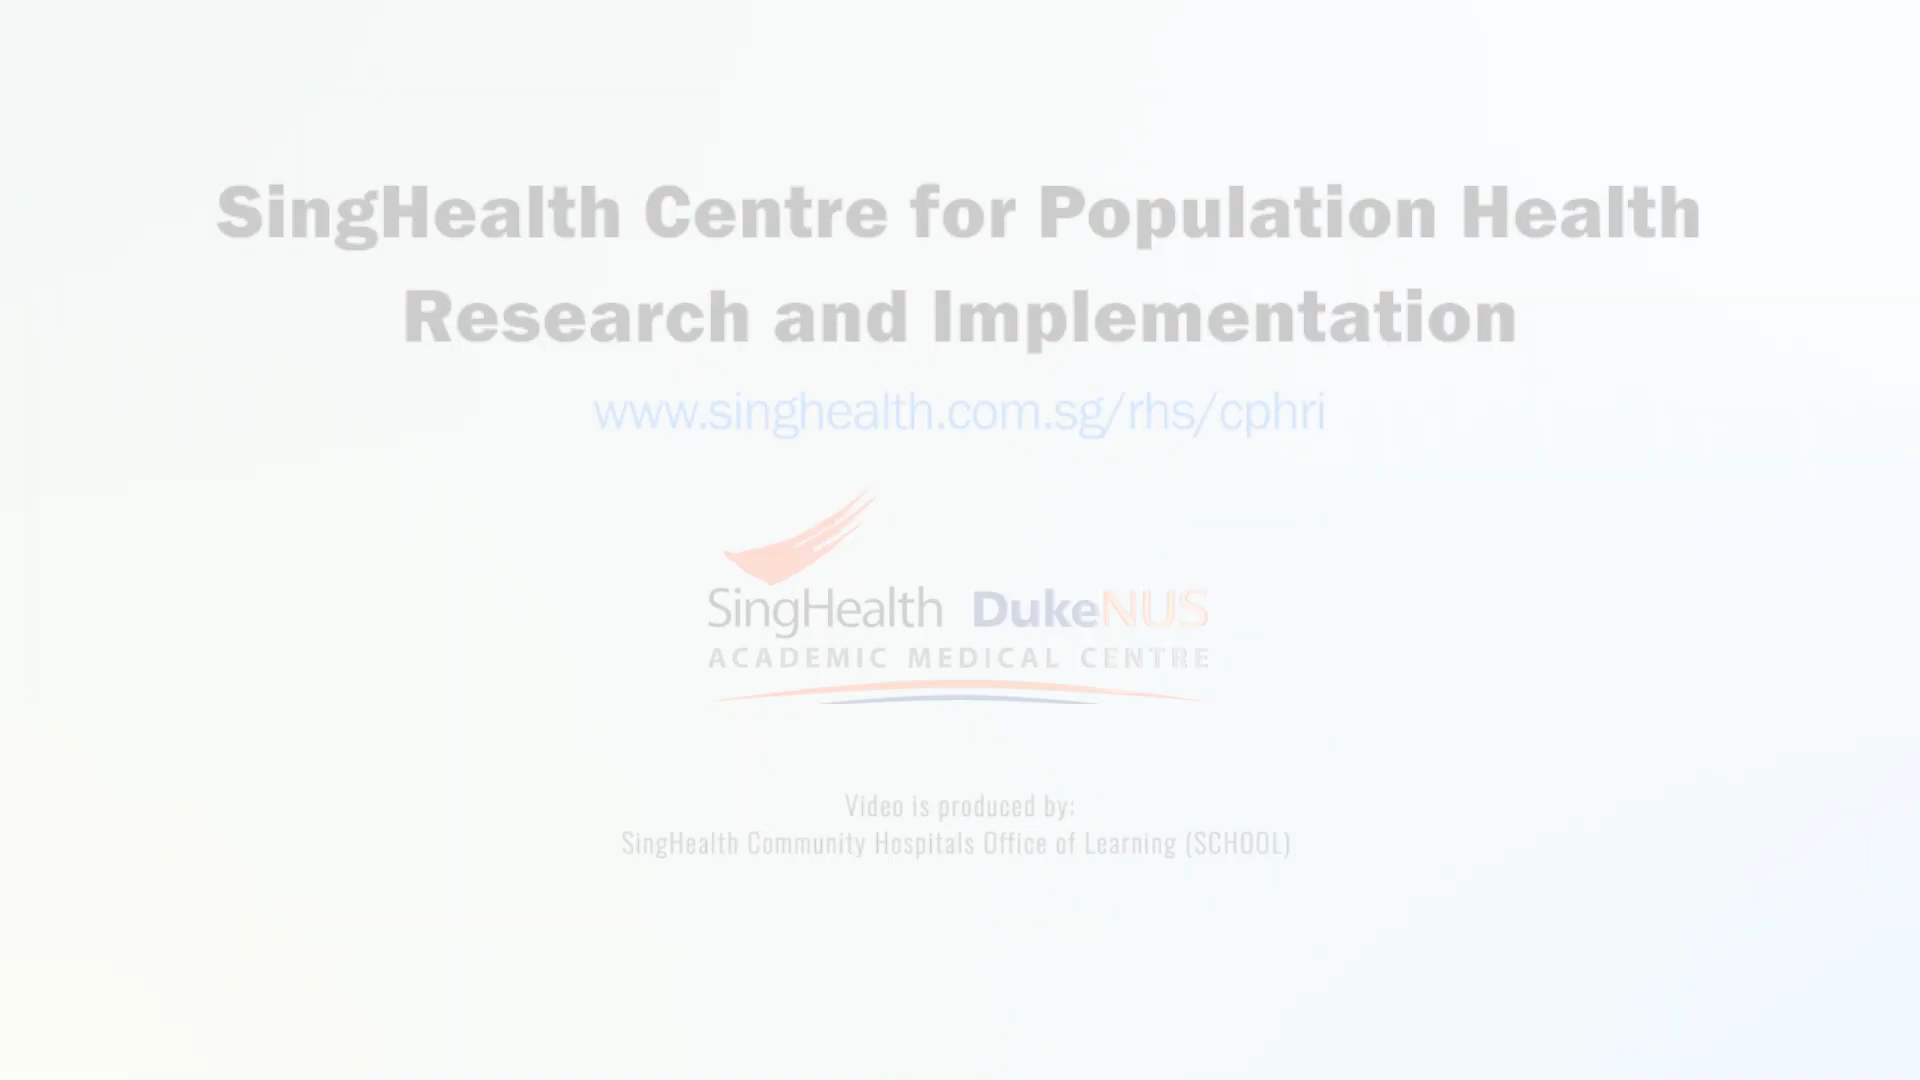 SingHealth Centre for Population Health
Research and Implementation
www.singhealth.com.sg/rhs/cphri
SingHealth DukeNUS
ACADEMIC MEDICAL CENTRE
Video is produced by:
SingHealth Community Hospitals Office of Learning (SCHOOL)